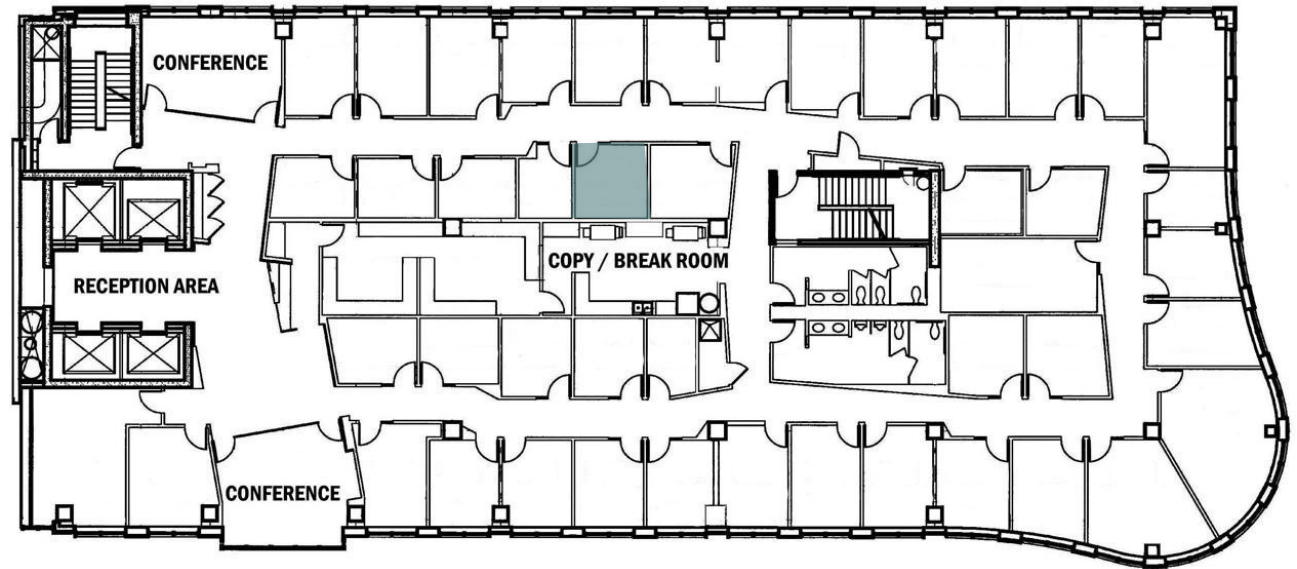 CONFERENCE
RECEPTION AREA
COPY / BREAK ROOM
CONFERENCE